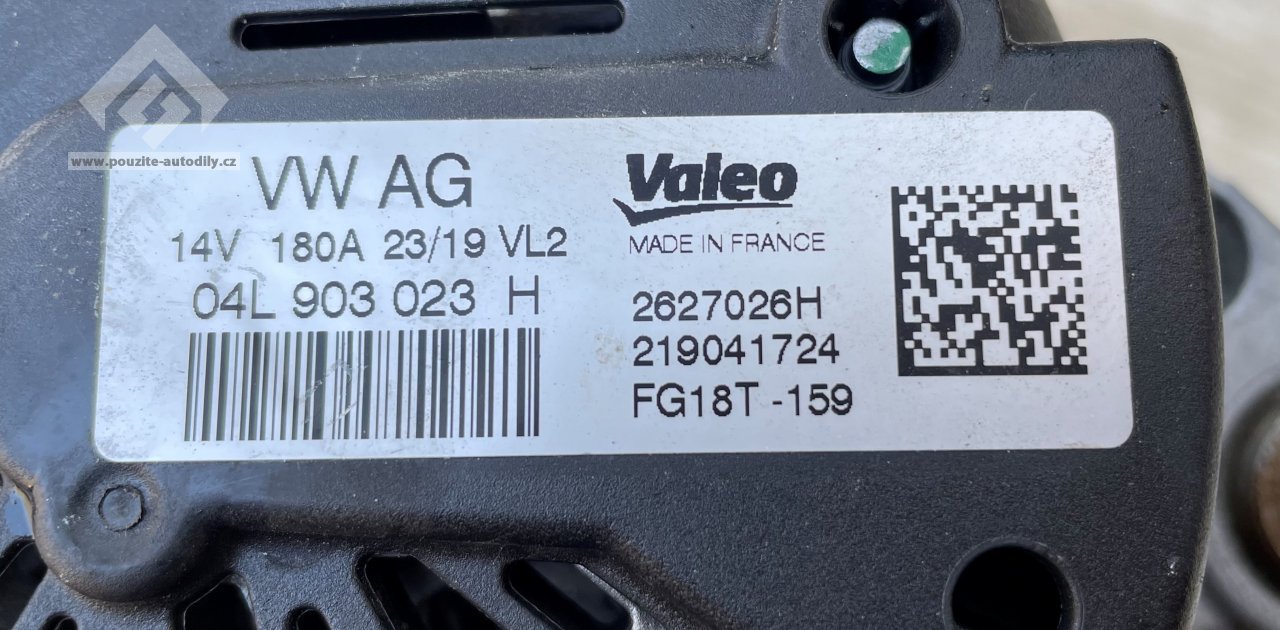 www.pouzite-autodily.cz
VW AG
14V 180A 23/19 VL2
04L 903 023 H
Valeo
MADE IN FRANCE
2627026H
219041724
FG18T -159